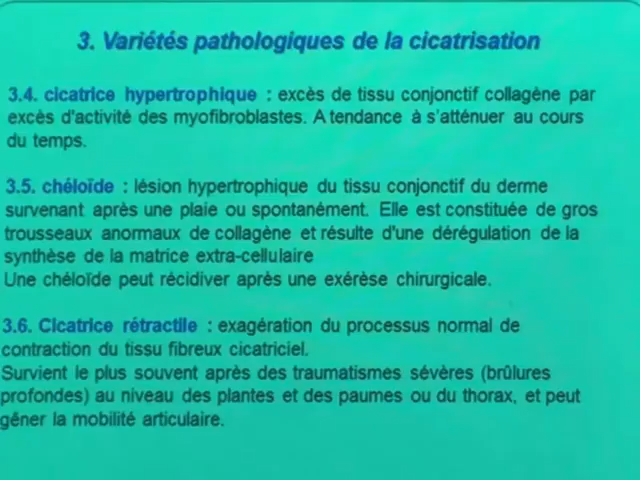 3. Variétés pathologiques de la cicatrisation
3.4. cicatrice hypertrophique : excès de tissu conjonctif collagène par
excès d'activité des myofibroblastes. A tendance à s'atténuer au cours
du temps.
3.5. chéloïde : lésion hypertrophique du tissu conjonctif du derme
survenant après une plaie ou spontanément. Elle est constituée de gros
trousseaux anormaux de collagène et résulte d'une dérégulation de la
synthèse de la matrice extra-cellulaire
Une chéloïde peut récidiver après une exérèse chirurgicale.
3.6. Cicatrice rétractile : exagération du processus normal de
contraction du tissu fibreux cicatriciel.
Survient le plus souvent après des traumatismes sévères (brûlures
profondes) au niveau des plantes et des paumes ou du thorax, et peut
gêner la mobilité articulaire.